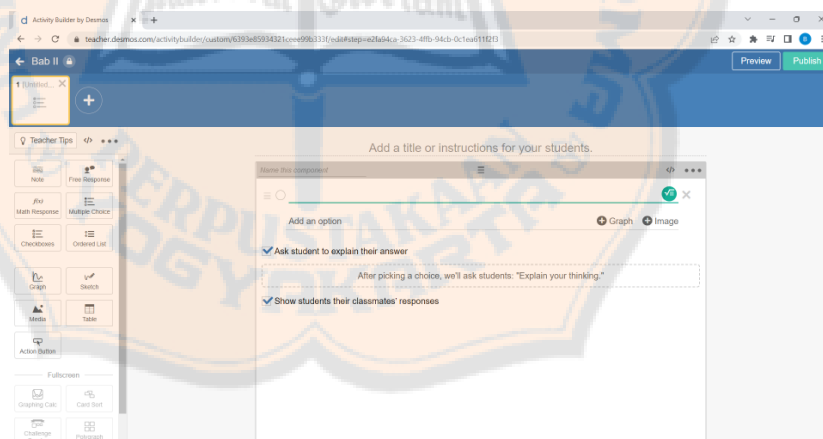 Activity Builder by Desmos
teacher.desmos.com/activitybuilder/custom/6393e85934321ceee99b333f/edit#step=e2fa94ca-3623-4ffb-94cb-0c1ea611f2f3
Bab II
Preview
Publish
1
Teacher Tips
Add a title or instructions for your students.
Note
Free Response
Name this component
f(x)
Math Response
Multiple Choice
Add an option
Graph
Image
Checkboxes
Ordered List
Ask student to explain their answer
After picking a choice, we'll ask students: "Explain your thinking."
Graph
Sketch
Show students their classmates' responses
Media
Table
Action Button
Fullscreen
Graphing Calc
Card Sort
Challenge
Polygraph
PERPUSTAKAAN
YOGYAKARTA